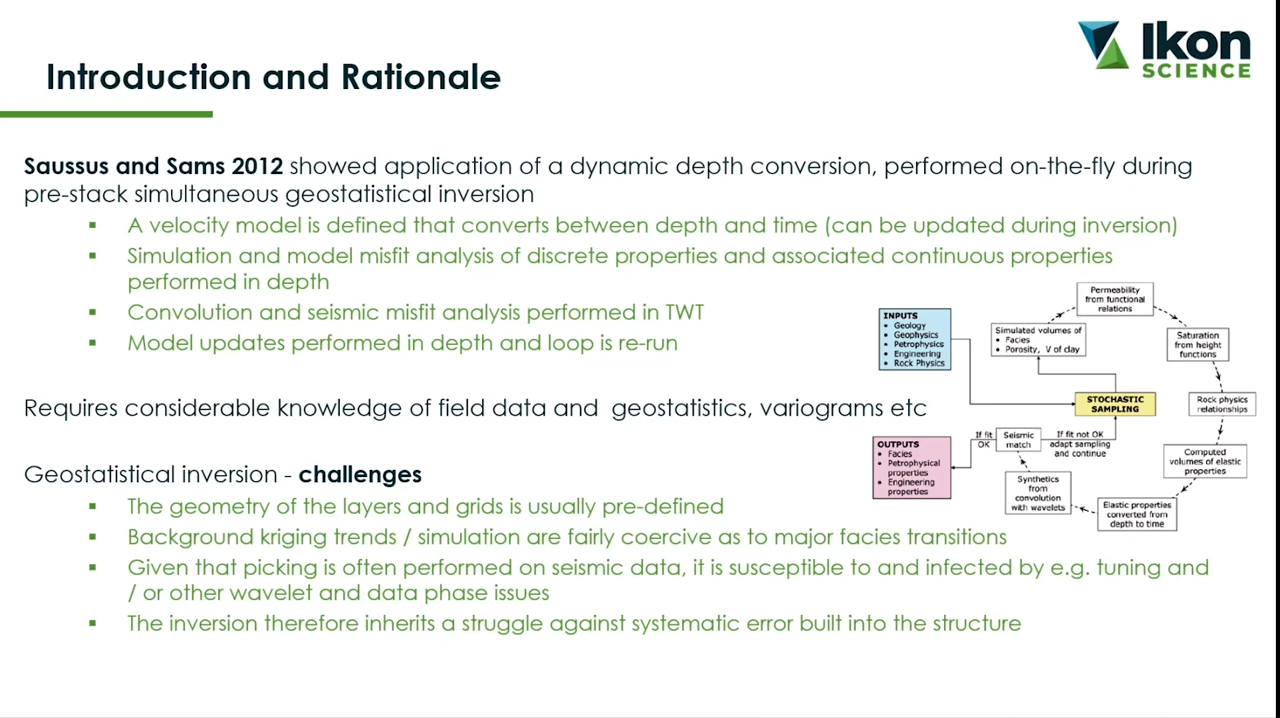 Ikon
SCIENCE
Introduction and Rationale
Saussus and Sams 2012 showed application of a dynamic depth conversion, performed on-the-fly during
pre-stack simultaneous geostatistical inversion
▪ A velocity model is defined that converts between depth and time (can be updated during inversion)
▪ Simulation and model misfit analysis of discrete properties and associated continuous properties
performed in depth
▪ Convolution and seismic misfit analysis performed in TWT
▪ Model updates performed in depth and loop is re-run
Requires considerable knowledge of field data and geostatistics, variograms etc
Geostatistical inversion - challenges
▪ The geometry of the layers and grids is usually pre-defined
▪ Background kriging trends / simulation are fairly coercive as to major facies transitions
▪ Given that picking is often performed on seismic data, it is susceptible to and infected by e.g. tuning and
/ or other wavelet and data phase issues
▪ The inversion therefore inherits a struggle against systematic error built into the structure
INPUTS
• Geology
• Geophysics
• Petrophysics
• Engineering
• Rock Physics
Simulated volumes of
• Facies
• Porosity, V of clay
Permeability
from functional
relations
Saturation
from height
functions
Rock physics
relationships
Computed
volumes of elastic
properties
Elastic properties
converted from
depth to time
Synthetics
from
convolution
with wavelets
Seismic
match
If fit
OK
If fit not OK
adapt sampling
and continue
STOCHASTIC
SAMPLING
OUTPUTS
• Facies
• Petrophysical
properties
• Engineering
properties